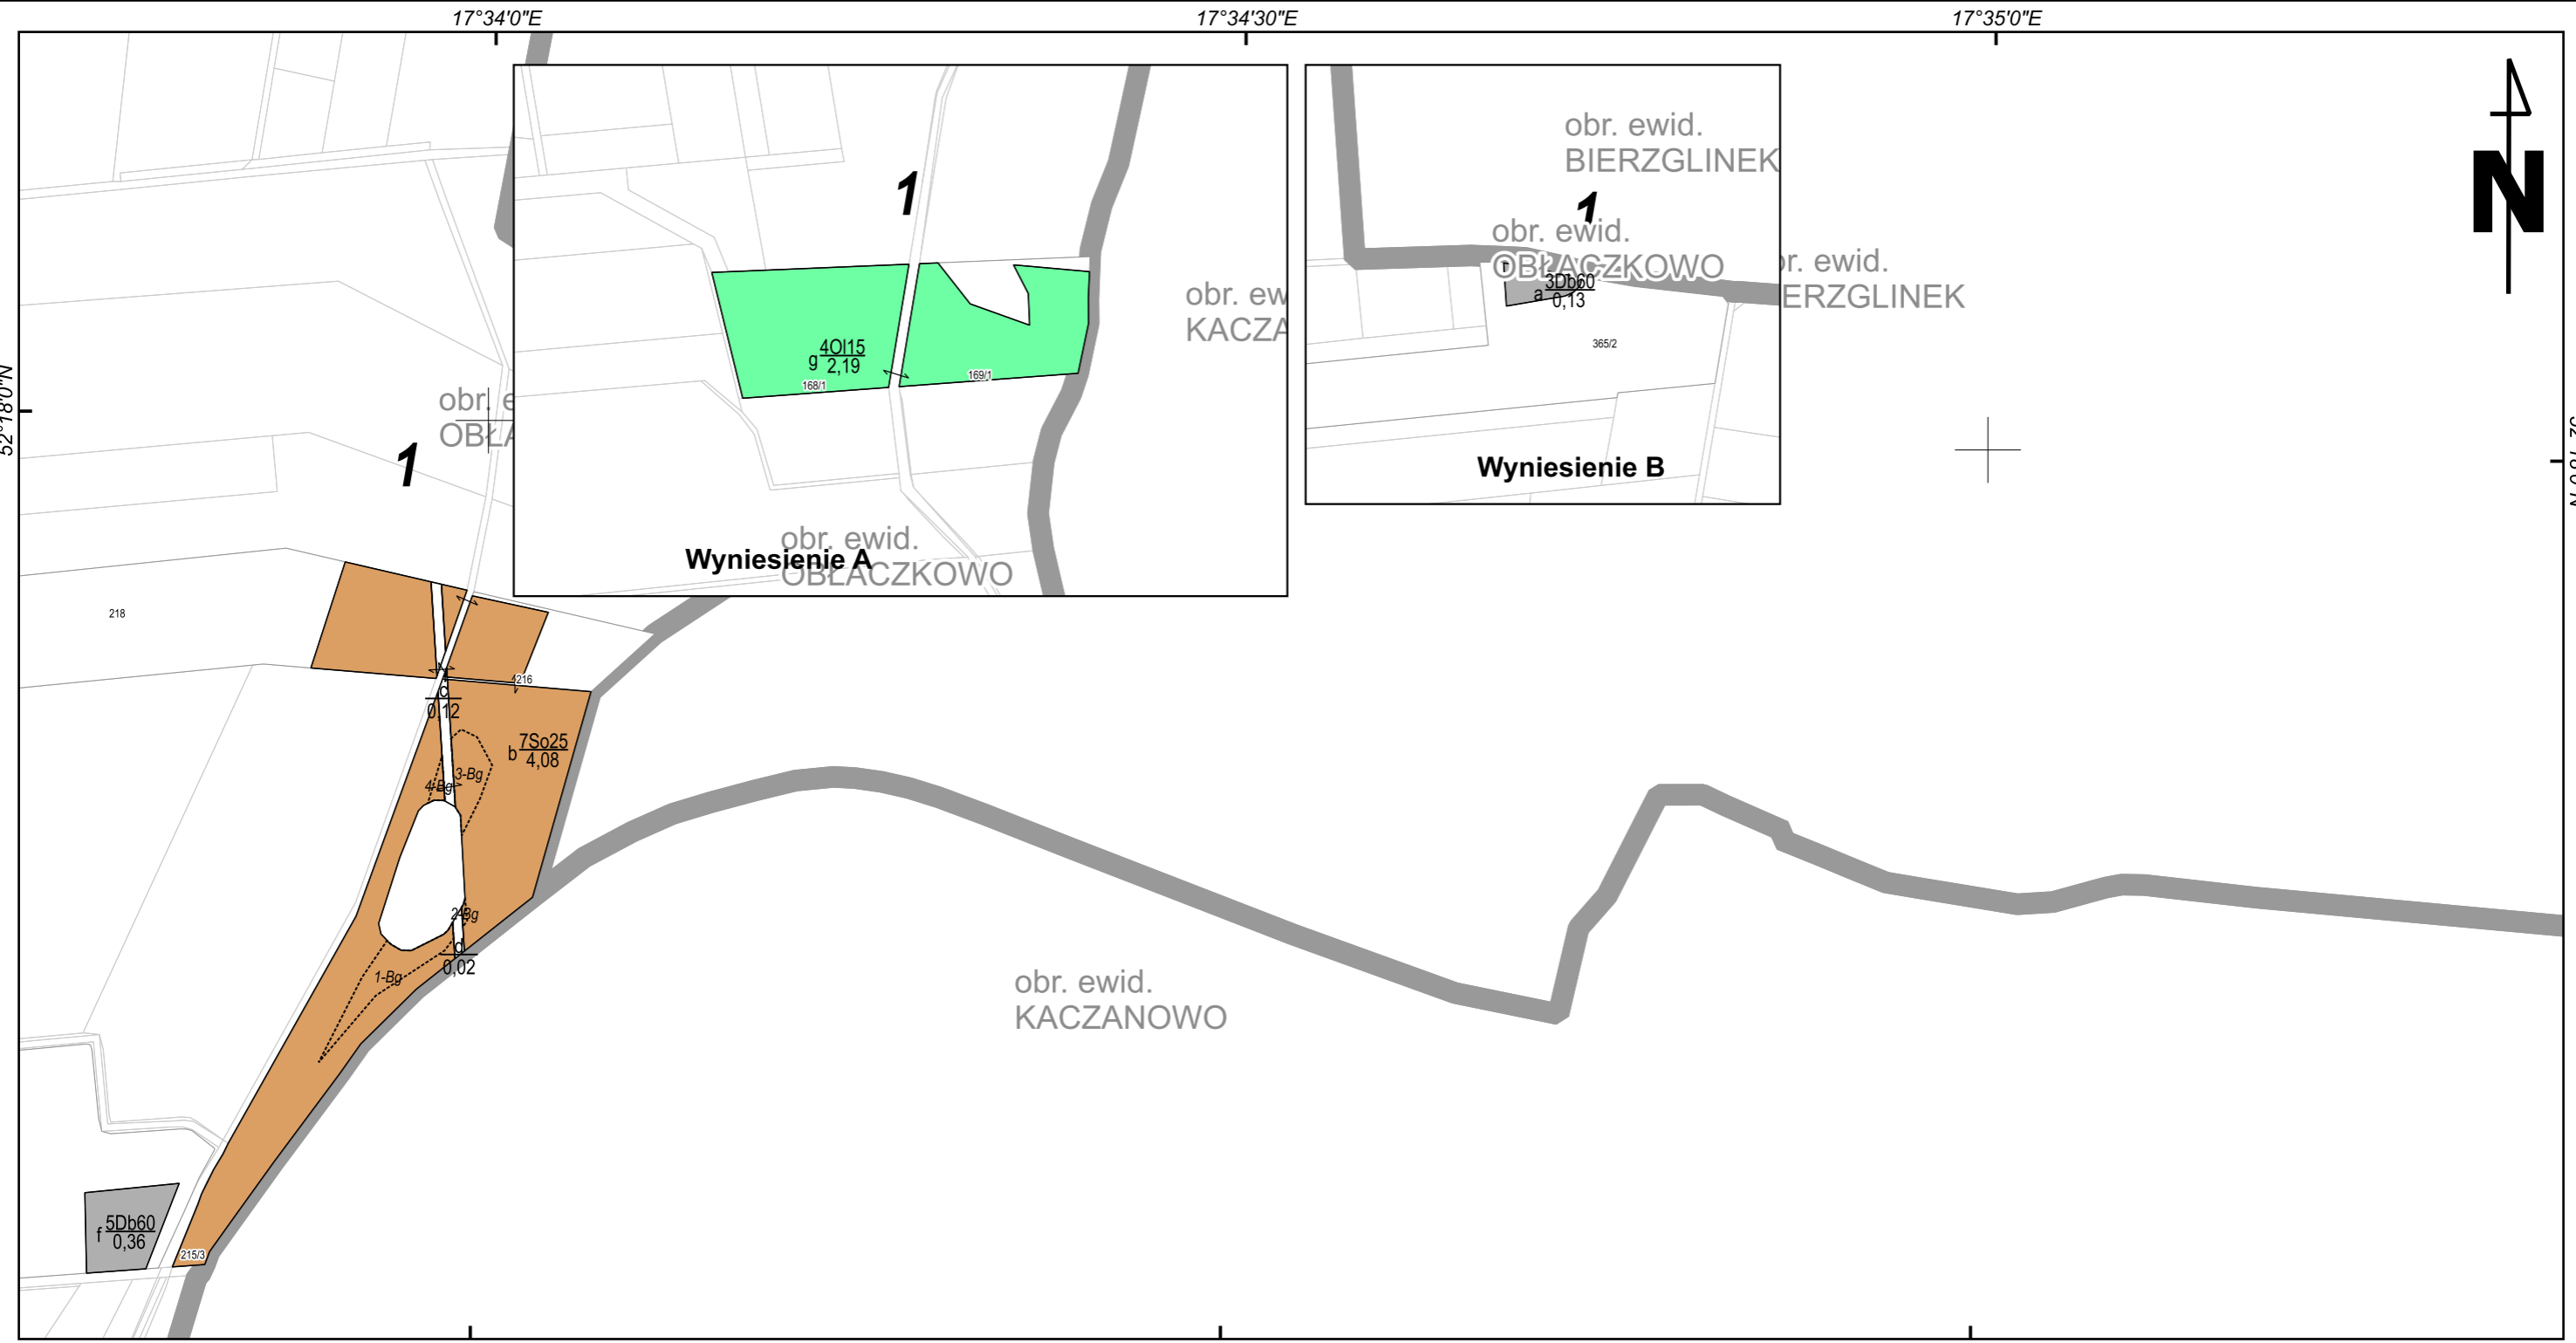 17°34'0"E
17°34'30"E
17°35'0"E
N
1
obr. ewid.
BIERZGLINEK
1
obr. ewid.
OBŁACZKOWO
a 3Db60
0,13
365/2
Wyniesienie B
obr. ew
KACZA
g 4Ol15
2,19
168/1
169/1
obr. ewid.
OBŁACZKOWO
Wyniesienie A
r. ewid.
ERZGLINEK
52°18'0"N
obr. e
OBŁA
1
218
216
c
0,12
b 7So25
4,08
3-Bg
4-Bg
2-Bg
d
0,02
1-Bg
obr. ewid.
KACZANOWO
f 5Db60
0,36
215/3